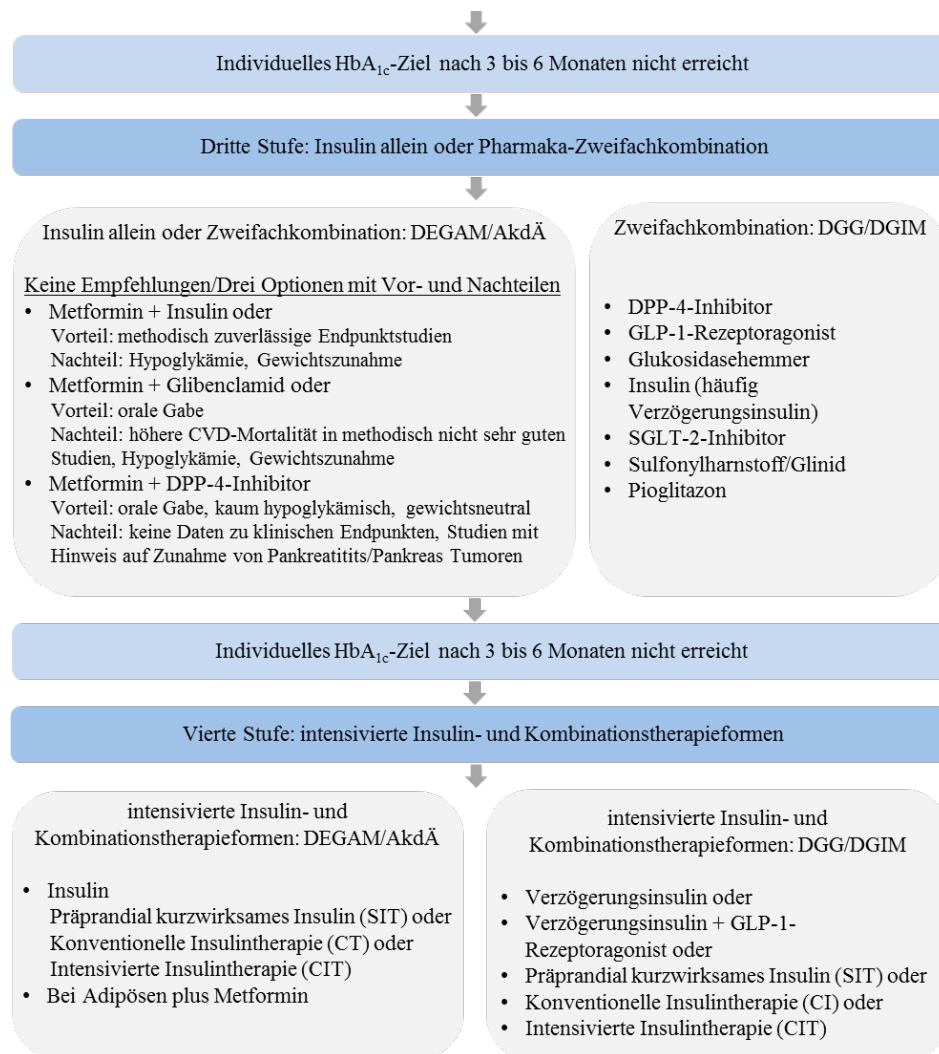 Individuelles HbA1c-Ziel nach 3 bis 6 Monaten nicht erreicht
Dritte Stufe: Insulin allein oder Pharmaka-Zweifachkombination
Insulin allein oder Zweifachkombination: DEGAM/AkdÄ
Keine Empfehlungen/Drei Optionen mit Vor- und Nachteilen
• Metformin + Insulin oder
Vorteil: methodisch zuverlässige Endpunktstudien
Nachteil: Hypoglykämie, Gewichtszunahme
• Metformin + Glibenclamid oder
Vorteil: orale Gabe
Nachteil: höhere CVD-Mortalität in methodisch nicht sehr guten
Studien, Hypoglykämie, Gewichtszunahme
• Metformin + DPP-4-Inhibitor
Vorteil: orale Gabe, kaum hypoglykämisch, gewichtsneutral
Nachteil: keine Daten zu klinischen Endpunkten, Studien mit
Hinweis auf Zunahme von Pankreatitits/Pankreas Tumoren
Zweifachkombination: DGG/DGIM
• DPP-4-Inhibitor
• GLP-1-Rezeptoragonist
• Glukosidasehemmer
• Insulin (häufig
Verzögerungsinsulin)
• SGLT-2-Inhibitor
• Sulfonylharnstoff/Glinid
• Pioglitazon
Individuelles HbA1c-Ziel nach 3 bis 6 Monaten nicht erreicht
Vierte Stufe: intensivierte Insulin- und Kombinationstherapieformen
intensivierte Insulin- und
Kombinationstherapieformen: DEGAM/AkdÄ
• Insulin
Präprandial kurzwirksames Insulin (SIT) oder
Konventionelle Insulintherapie (CT) oder
Intensivierte Insulintherapie (CIT)
• Bei Adipösen plus Metformin
intensivierte Insulin- und
Kombinationstherapieformen: DGG/DGIM
• Verzögerungsinsulin oder
• Verzögerungsinsulin + GLP-1-
Rezeptoragonist oder
• Präprandial kurzwirksames Insulin (SIT) oder
• Konventionelle Insulintherapie (CI) oder
• Intensivierte Insulintherapie (CIT)